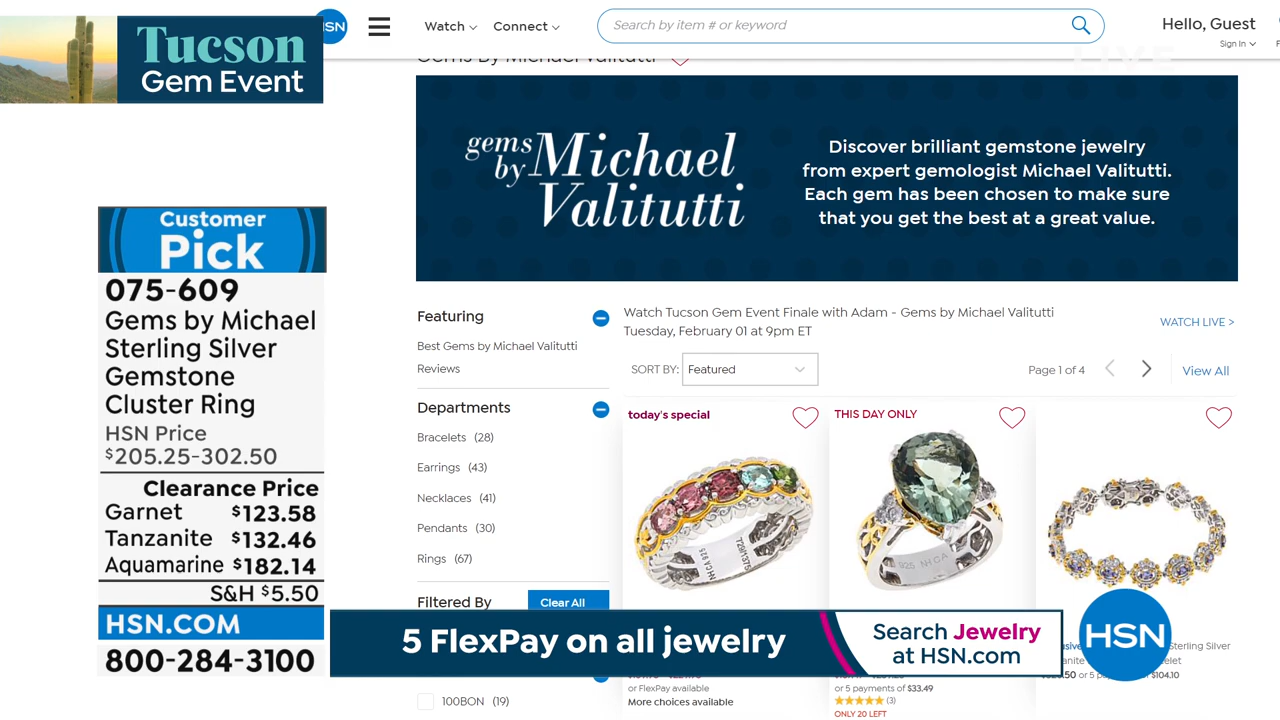 Tucson
Gem Event
HSN
Watch
Connect
Search by item # or keyword
Hello, Guest
Sign In
LIVE
Gems By Michael Valitutti
gems
by Michael
Valitutti
Discover brilliant gemstone jewelry
from expert gemologist Michael Valitutti.
Each gem has been chosen to make sure
that you get the best at a great value.
Customer
Pick
075-609
Gems by Michael
Sterling Silver
Gemstone
Cluster Ring
HSN Price
$205.25-302.50
Clearance Price
Garnet $123.58
Tanzanite $132.46
Aquamarine $182.14
S&H $5.50
HSN.COM
800-284-3100
Featuring
Best Gems by Michael Valitutti
Reviews
Departments
Bracelets (28)
Earrings (43)
Necklaces (41)
Pendants (30)
Rings (67)
Filtered By
Clear All
100BON (19)
Watch Tucson Gem Event Finale with Adam - Gems by Michael Valitutti
Tuesday, February 01 at 9pm ET
WATCH LIVE >
SORT BY: Featured
Page 1 of 4
View All
today's special
THIS DAY ONLY
925 NH GA
5 FlexPay on all jewelry
Search Jewelry
at HSN.com
HSN
or FlexPay available
More choices available
or 5 payments of $33.49
(3)
ONLY 20 LEFT
Sterling Silver
$104.10